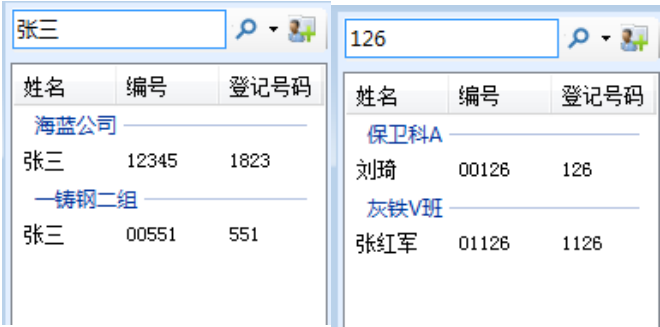 张三
姓名 编号 登记号码
海蓝公司
张三 12345 1823
一铸钢二组
张三 00551 551
126
姓名 编号 登记号码
保卫科A
刘琦 00126 126
灰铁V班
张红军 01126 1126